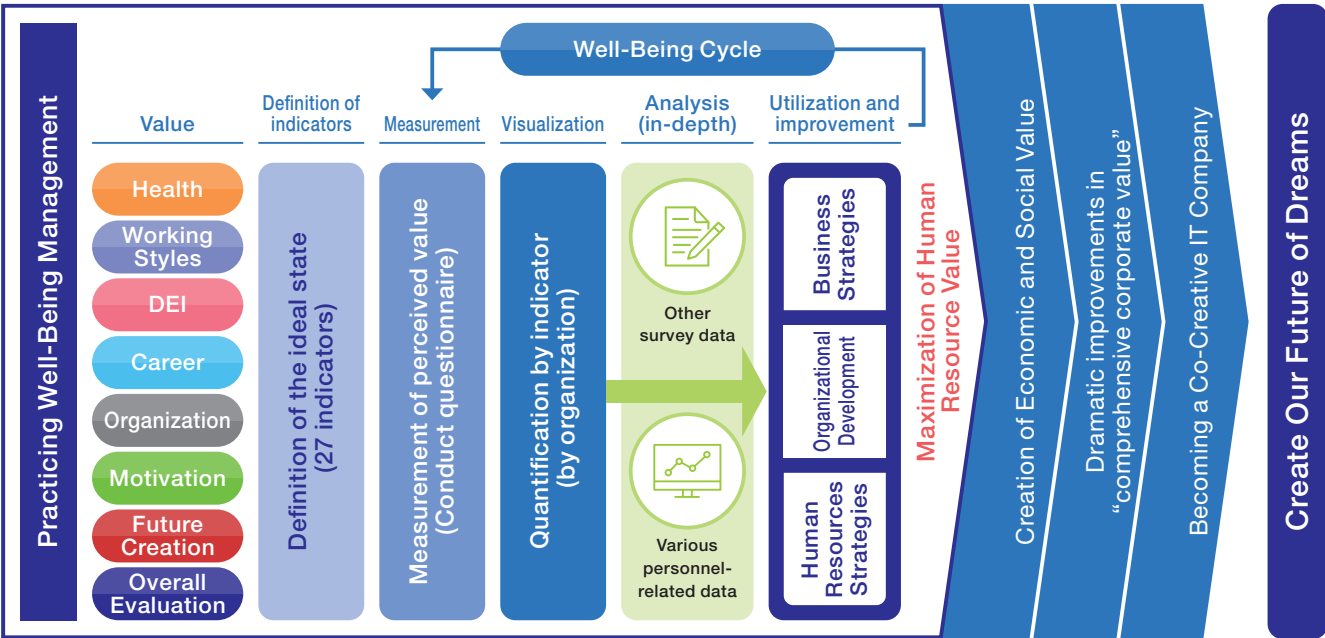 Practicing Well-Being Management
Well-Being Cycle
Value
Health
Working
Styles
DEI
Career
Organization
Motivation
Future
Creation
Overall
Evaluation
Definition of
indicators
Definition of the ideal state
(27 indicators)
Measurement
Measurement of perceived value
(Conduct questionnaire)
Visualization
Quantification by indicator
(by organization)
Analysis
(in-depth)
Other
survey data
Various
personnel-
related data
Utilization and
improvement
Business
Strategies
Organizational
Development
Human
Resources
Strategies
Maximization of Human
Resource Value
Creation of Economic and Social Value
Dramatic improvements in
“comprehensive corporate value”
Becoming a Co-Creative IT Company
Create Our Future of Dreams